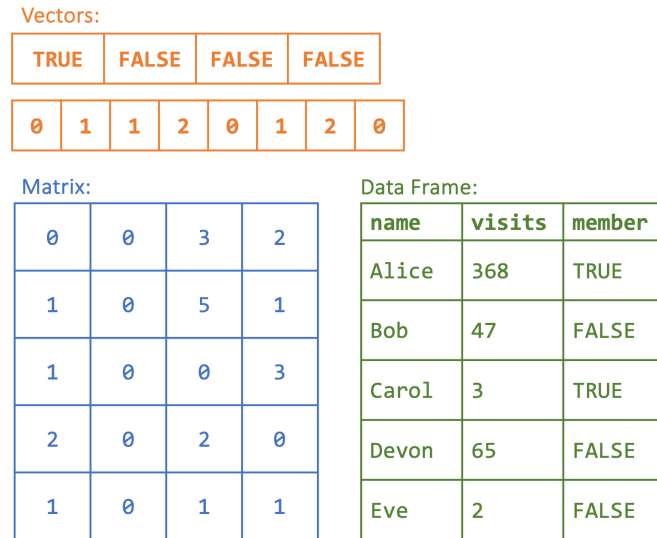 Vectors:
TRUE FALSE FALSE FALSE
0 1 1 2 0 1 2 0
Matrix:
0 0 3 2
1 0 5 1
1 0 0 3
2 0 2 0
1 0 1 1
Data Frame:
name visits member
Alice 368 TRUE
Bob 47 FALSE
Carol 3 TRUE
Devon 65 FALSE
Eve 2 FALSE